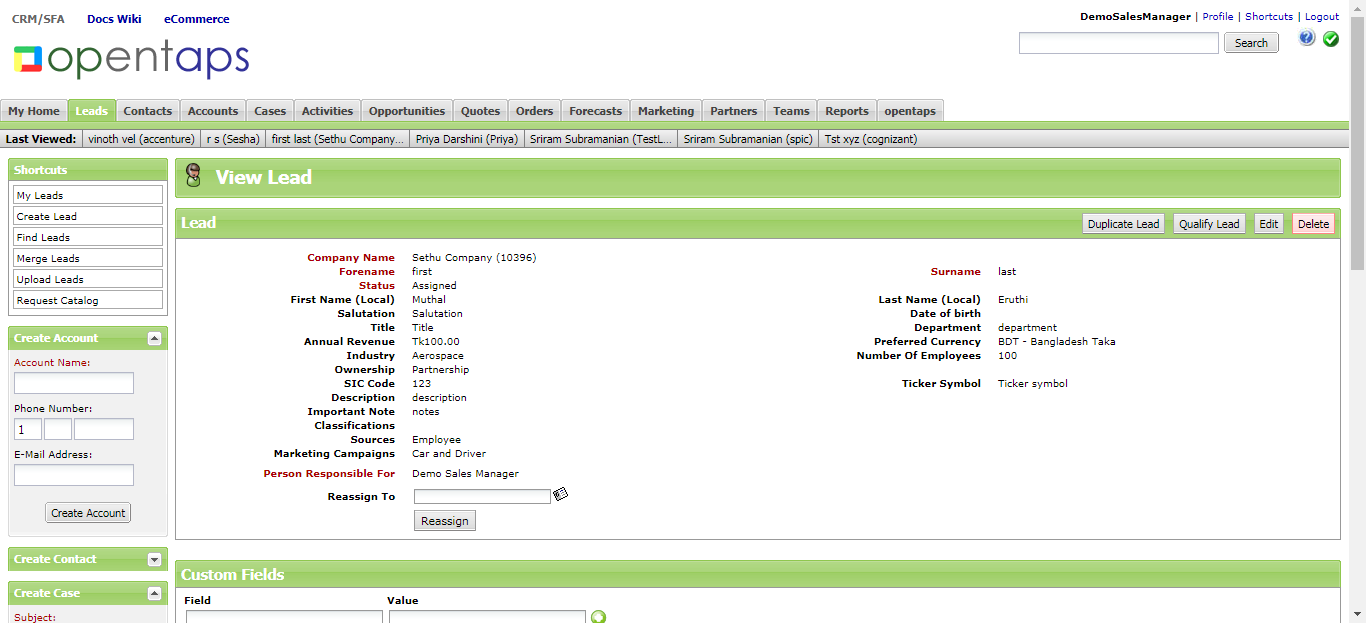 CRM/SFA Docs Wiki eCommerce
DemoSalesManager | Profile | Shortcuts | Logout
opentaps
Search
My Home Leads Contacts Accounts Cases Activities Opportunities Quotes Orders Forecasts Marketing Partners Teams Reports opentaps
Last Viewed: vinoth vel (accenture) r s (Sesha) first last (Sethu Company... Priya Darshini (Priya) Sriram Subramanian (TestL... Sriram Subramanian (spic) Tst xyz (cognizant)
Shortcuts
My Leads
Create Lead
Find Leads
Merge Leads
Upload Leads
Request Catalog
Create Account
Account Name:
Phone Number:
1
E-Mail Address:
Create Account
Create Contact
Create Case
Subject:
View Lead
Lead Duplicate Lead Qualify Lead Edit Delete
Company Name Sethu Company (10396)
Forename first Surname last
Status Assigned
First Name (Local) Muthal Last Name (Local) Eruthi
Salutation Salutation Date of birth
Title Title Department department
Annual Revenue Tk100.00 Preferred Currency BDT - Bangladesh Taka
Industry Aerospace Number Of Employees 100
Ownership Partnership
SIC Code 123 Ticker Symbol Ticker symbol
Description description
Important Note notes
Classifications
Sources Employee
Marketing Campaigns Car and Driver
Person Responsible For Demo Sales Manager
Reassign To
Reassign
Custom Fields
Field Value